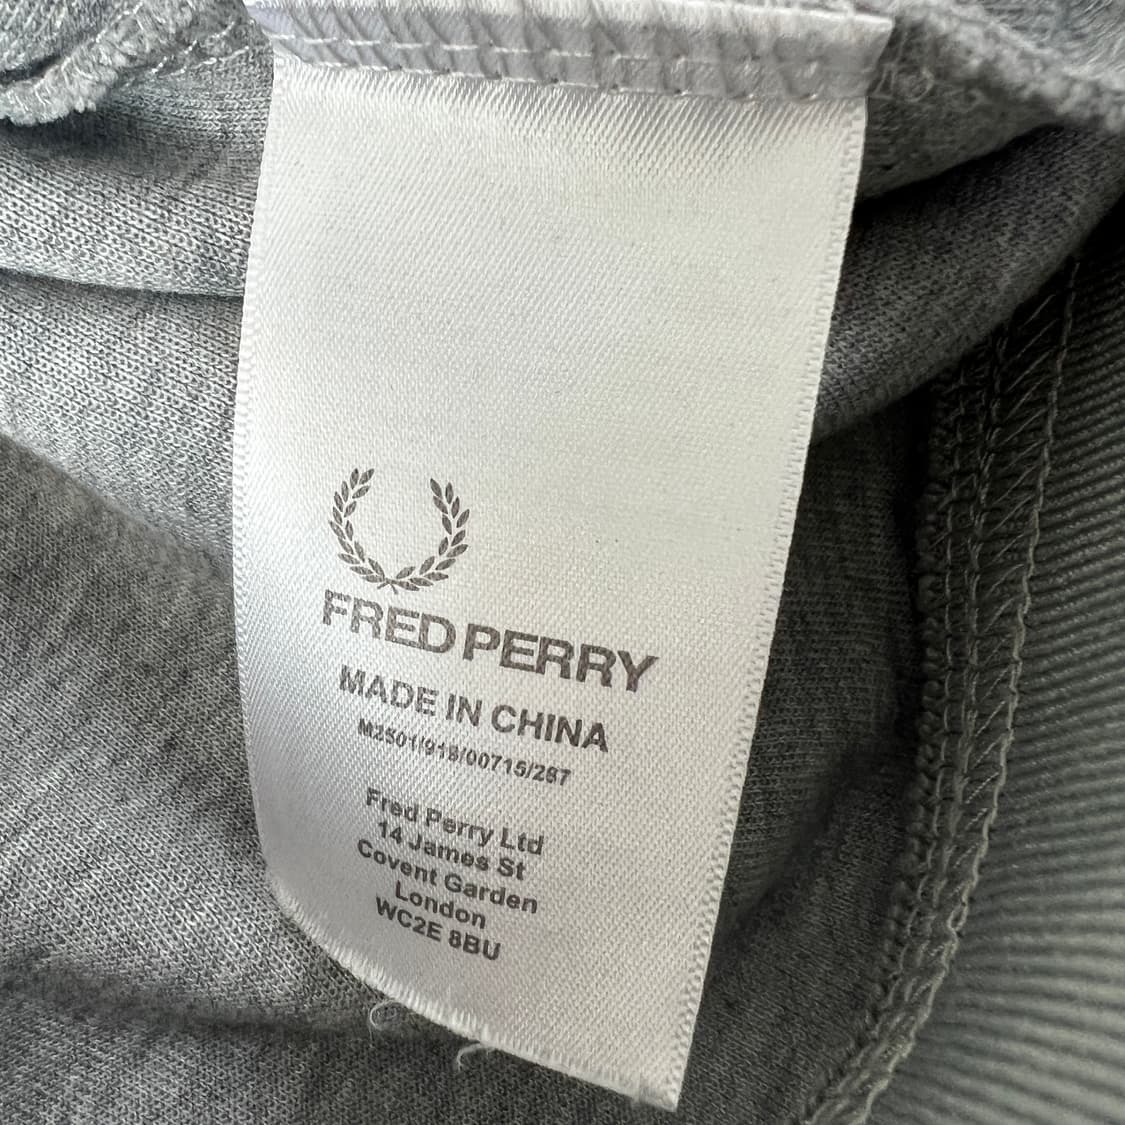 FRED PERRY
MADE IN CHINA
M2501/918/00715/287
Fred Perry Ltd
14 James St
Covent Garden
London
WC2E 8BU